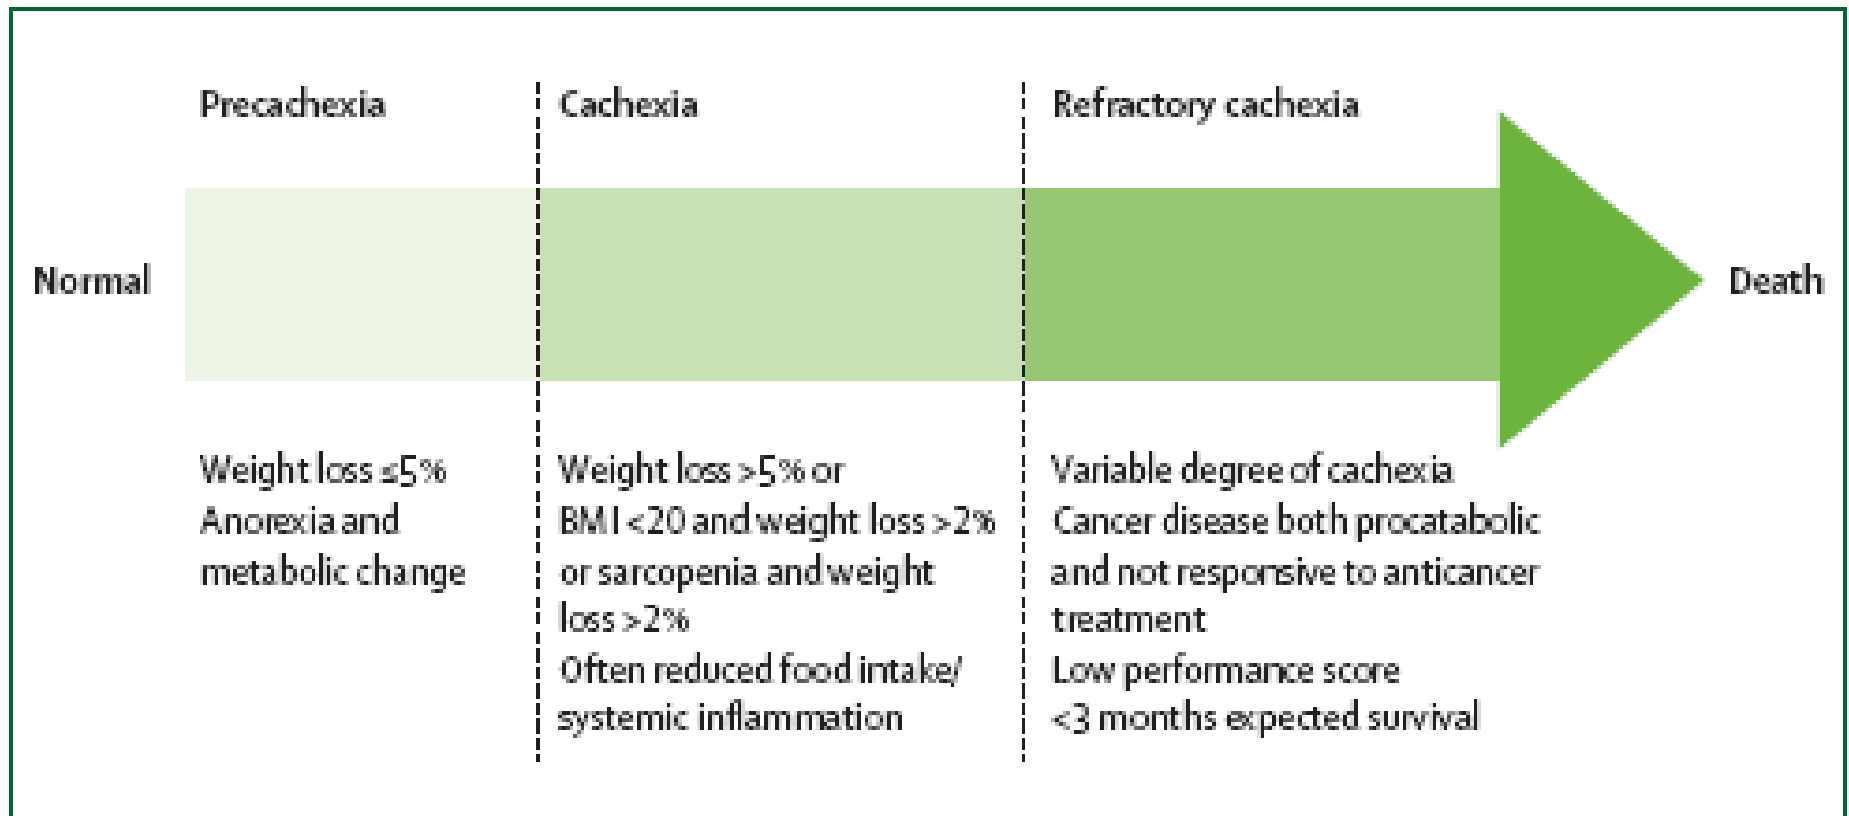 Precachexia
Cachexia
Refractory cachexia
Normal
Death
Weight loss ≤5%
Anorexia and
metabolic change
Weight loss >5% or
BMI <20 and weight loss >2%
or sarcopenia and weight
loss >2%
Often reduced food intake/
systemic inflammation
Variable degree of cachexia
Cancer disease both procatabolic
and not responsive to anticancer
treatment
Low performance score
<3 months expected survival